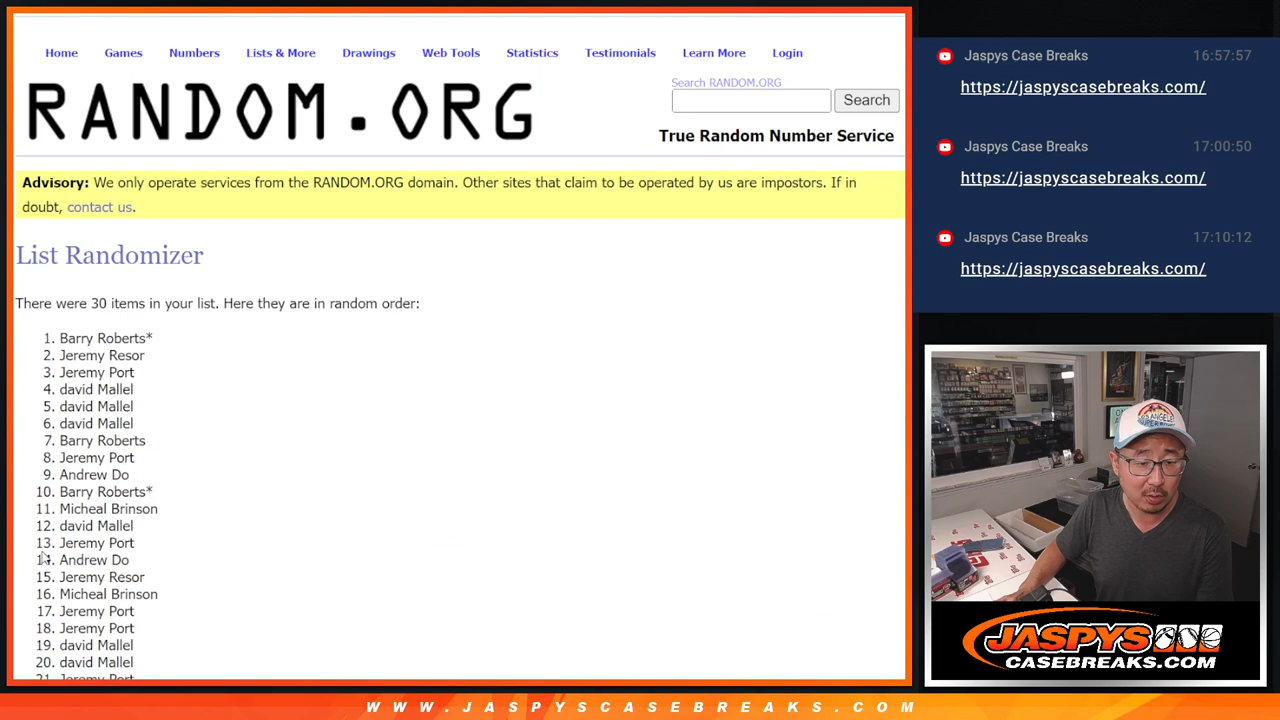 Home Games Numbers Lists & More Drawings Web Tools Statistics Testimonials Learn More Login
RANDOM.ORG
Search RANDOM.ORG
Search
True Random Number Service
Advisory: We only operate services from the RANDOM.ORG domain. Other sites that claim to be operated by us are impostors. If in
doubt, contact us.
List Randomizer
There were 30 items in your list. Here they are in random order:
1. Barry Roberts*
2. Jeremy Resor
3. Jeremy Port
4. david Mallel
5. david Mallel
6. david Mallel
7. Barry Roberts
8. Jeremy Port
9. Andrew Do
10. Barry Roberts*
11. Micheal Brinson
12. david Mallel
13. Jeremy Port
14. Andrew Do
15. Jeremy Resor
16. Micheal Brinson
17. Jeremy Port
18. Jeremy Port
19. david Mallel
20. david Mallel
21. Jeremy Port
Jaspys Case Breaks 16:57:57
https://jaspyscasebreaks.com/
Jaspys Case Breaks 17:00:50
https://jaspyscasebreaks.com/
Jaspys Case Breaks 17:10:12
https://jaspyscasebreaks.com/
JASPYS
CASEBREAKS.COM
WWW.JASPYSCASEBREAKS.COM